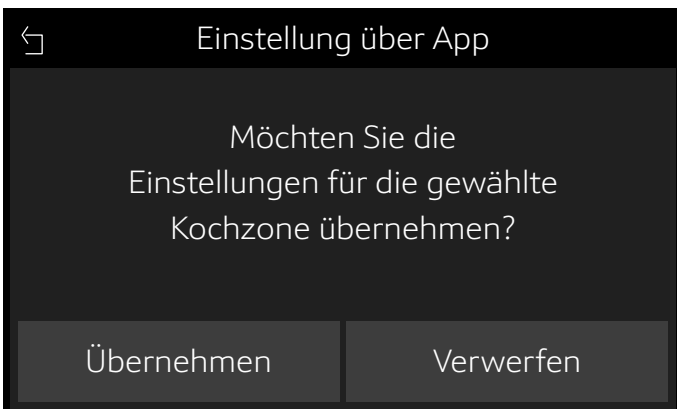 Einstellung über App
Möchten Sie die
Einstellungen für die gewählte
Kochzone übernehmen?
Übernehmen
Verwerfen